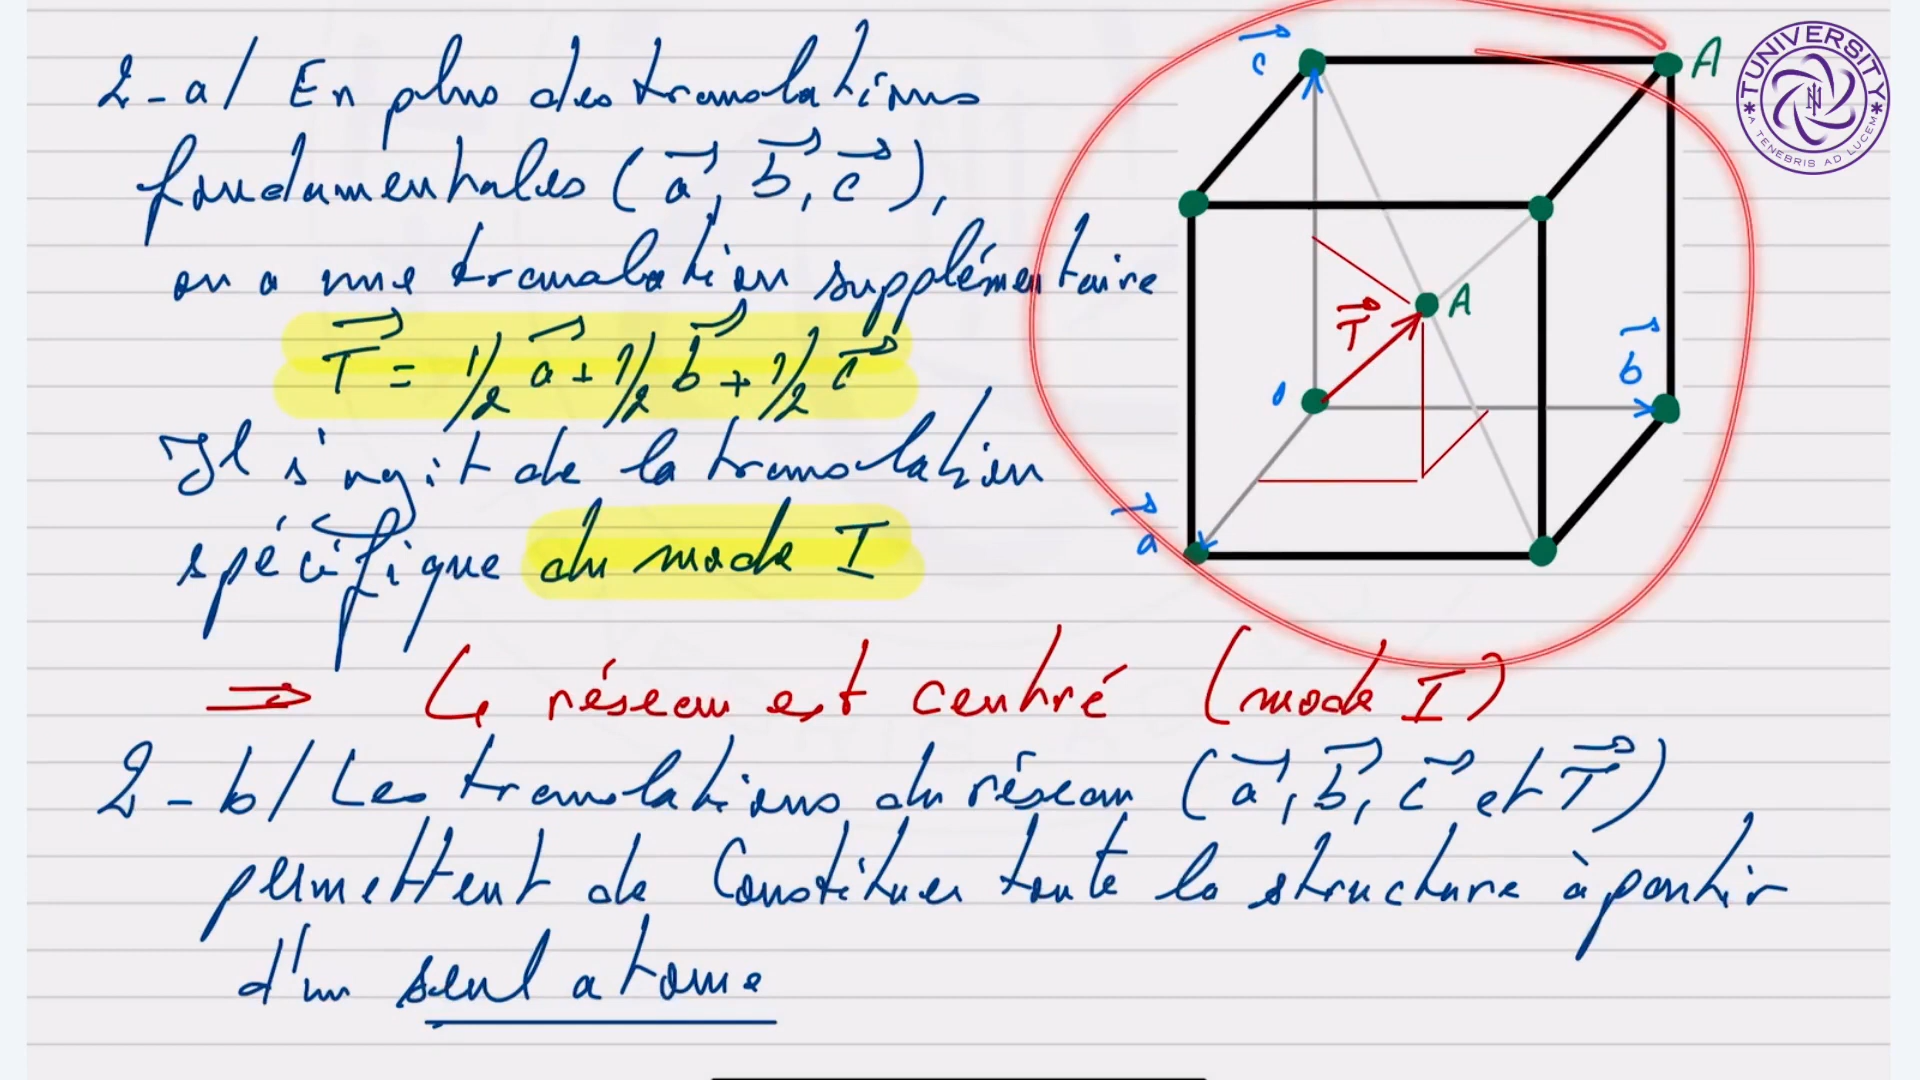 2-a/ En plus des translations
fondamentales (a⃗, b⃗, c⃗),
on a une translation supplémentaire
T⃗ = 1/2 a⃗ + 1/2 b⃗ + 1/2 c⃗
Il s'agit de la translation
spécifique du mode I
⇒ Le réseau est centré (mode I)
2-b/ Les translations du réseau (a⃗, b⃗, c⃗ et T⃗)
permettent de Constituer toute la structure à partir
d'un seul atome
c⃗
A
T⃗
A
b⃗
o
a⃗
TUNIVERSITY
A TENEBRIS AD LUCEM